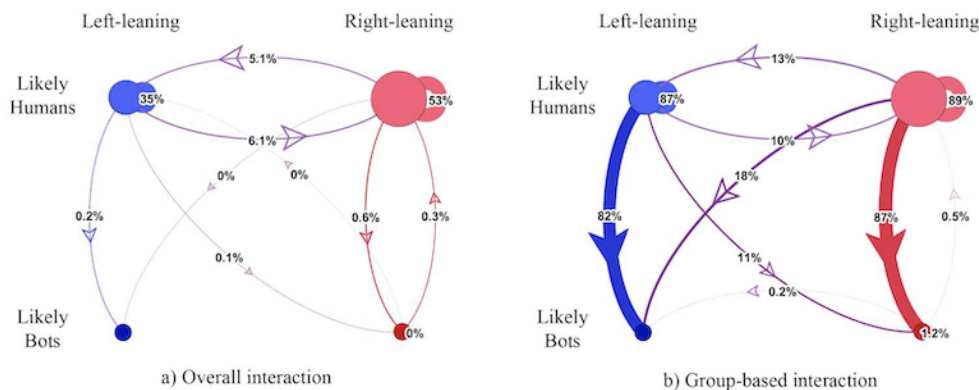 Left-leaning
Right-leaning
Likely
Humans
5.1%
35%
53%
6.1%
0%
0%
0.2%
0.6%
0.3%
0.1%
Likely
Bots
0%
a) Overall interaction
Left-leaning
Right-leaning
Likely
Humans
13%
87%
89%
10%
18%
82%
87%
0.5%
11%
0.2%
Likely
Bots
1.2%
b) Group-based interaction